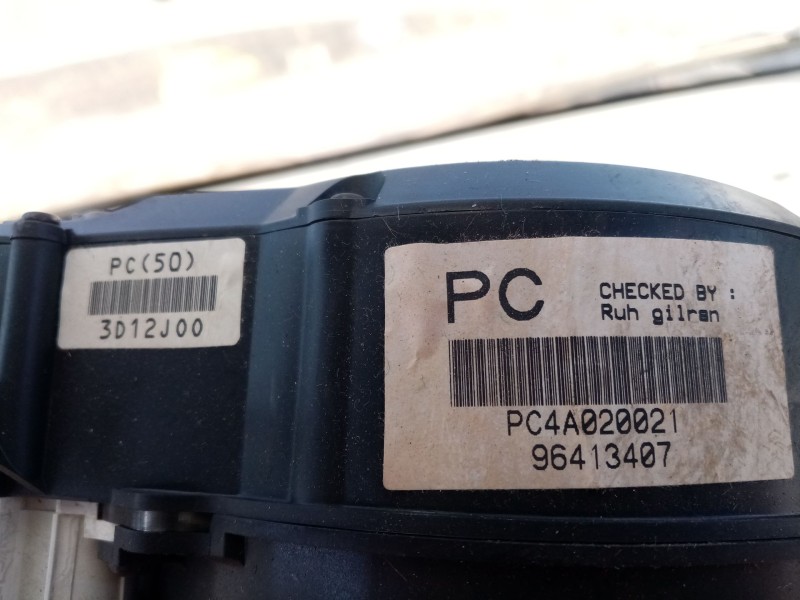 PC(50)
3D12J00
PC
CHECKED BY :
Ruh gilran
PC4A020021
96413407